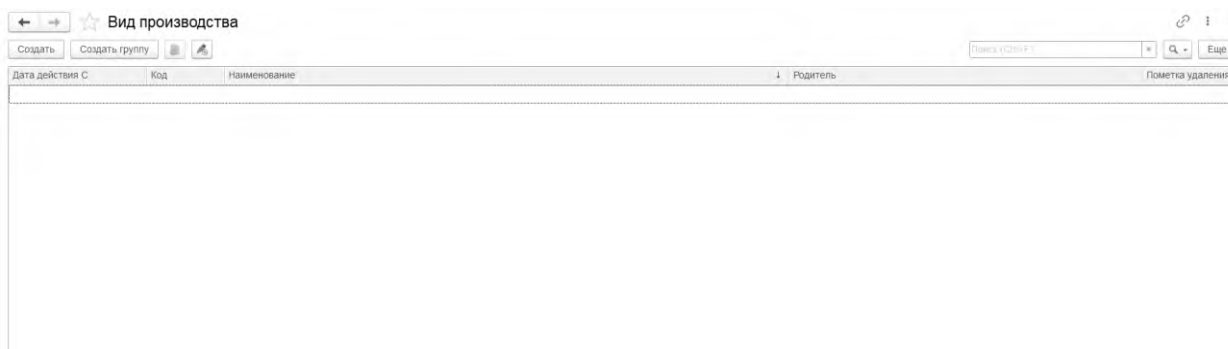 Вид производства
Создать Создать группу Поиск (Ctrl+F) Еще
Дата действия С Код Наименование Родитель Пометка удаления